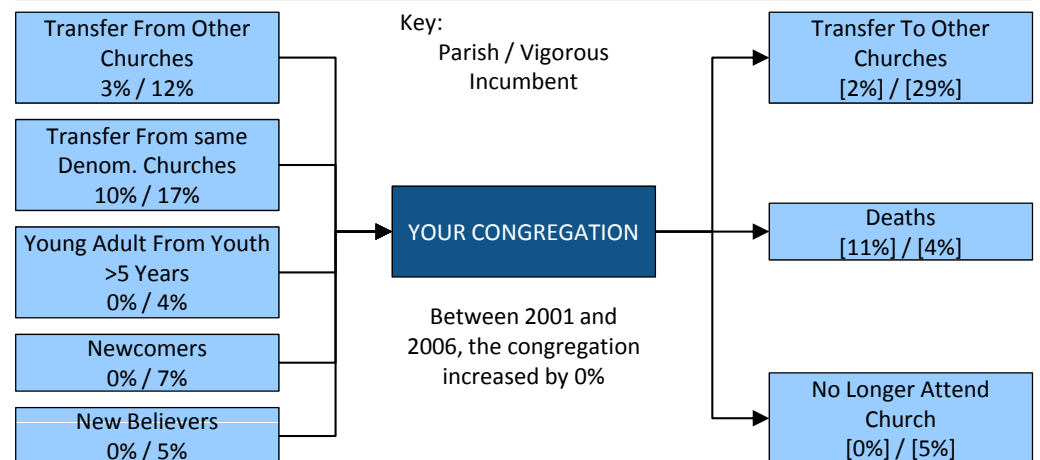 Transfer From Other
Churches
3% / 12%
Transfer From same
Denom. Churches
10% / 17%
Young Adult From Youth
>5 Years
0% / 4%
Newcomers
0% / 7%
New Believers
0% / 5%
Key:
Parish / Vigorous
Incumbent
YOUR CONGREGATION
Between 2001 and
2006, the congregation
increased by 0%
Transfer To Other
Churches
[2%] / [29%]
Deaths
[11%] / [4%]
No Longer Attend
Church
[0%] / [5%]